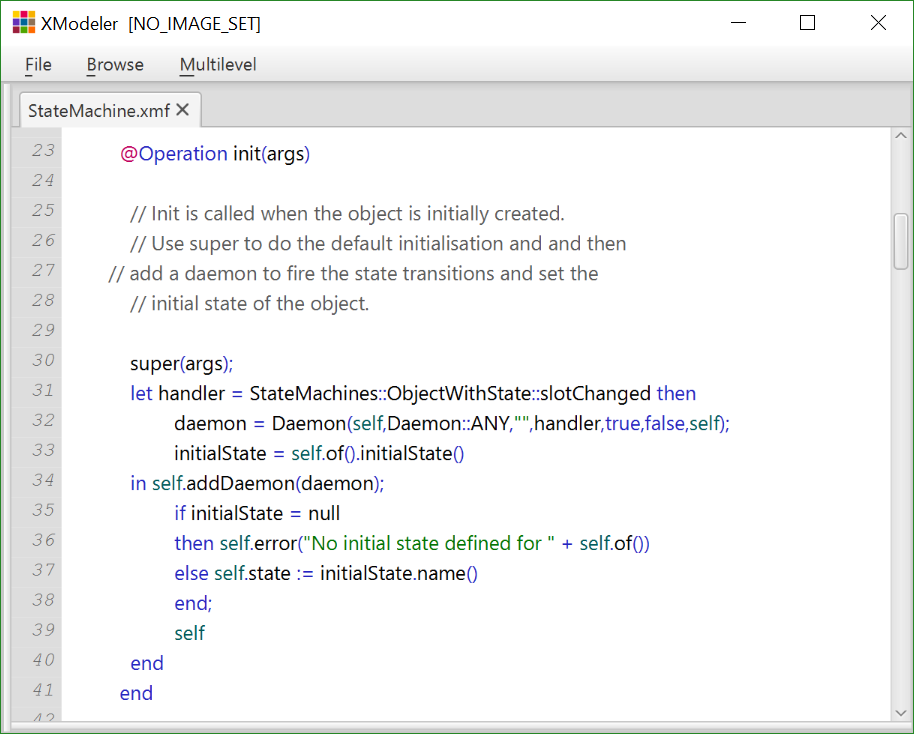 XModeler [NO_IMAGE_SET]
File Browse Multilevel
StateMachine.xmf
23 @Operation init(args)
24
25 // Init is called when the object is initially created.
26 // Use super to do the default initialisation and and then
27 // add a daemon to fire the state transitions and set the
28 // initial state of the object.
29
30 super(args);
31 let handler = StateMachines::ObjectWithState::slotChanged then
32 daemon = Daemon(self,Daemon::ANY,"",handler,true,false,self);
33 initialState = self.of().initialState()
34 in self.addDaemon(daemon);
35 if initialState = null
36 then self.error("No initial state defined for " + self.of())
37 else self.state := initialState.name()
38 end;
39 self
40 end
41 end
42